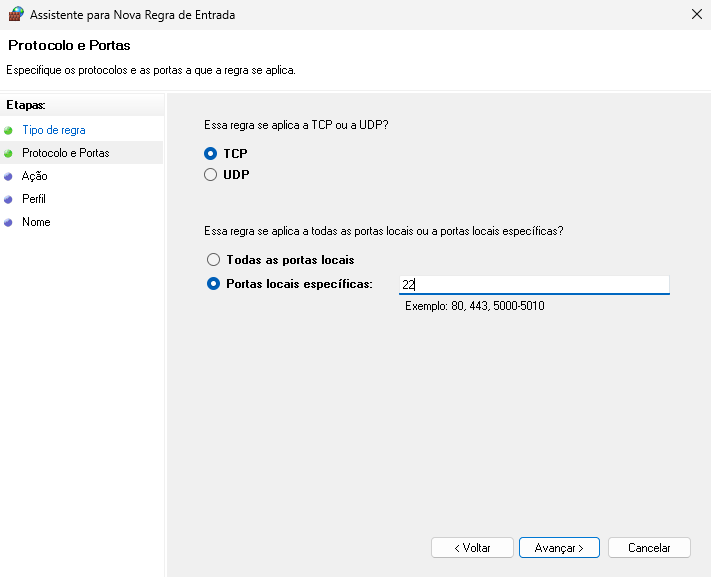 Assistente para Nova Regra de Entrada
Protocolo e Portas
Especifique os protocolos e as portas a que a regra se aplica.
Etapas:
Tipo de regra
Protocolo e Portas
Ação
Perfil
Nome
Essa regra se aplica a TCP ou a UDP?
TCP
UDP
Essa regra se aplica a todas as portas locais ou a portas locais específicas?
Todas as portas locais
Portas locais específicas: 22
Exemplo: 80, 443, 5000-5010
< Voltar Avançar > Cancelar